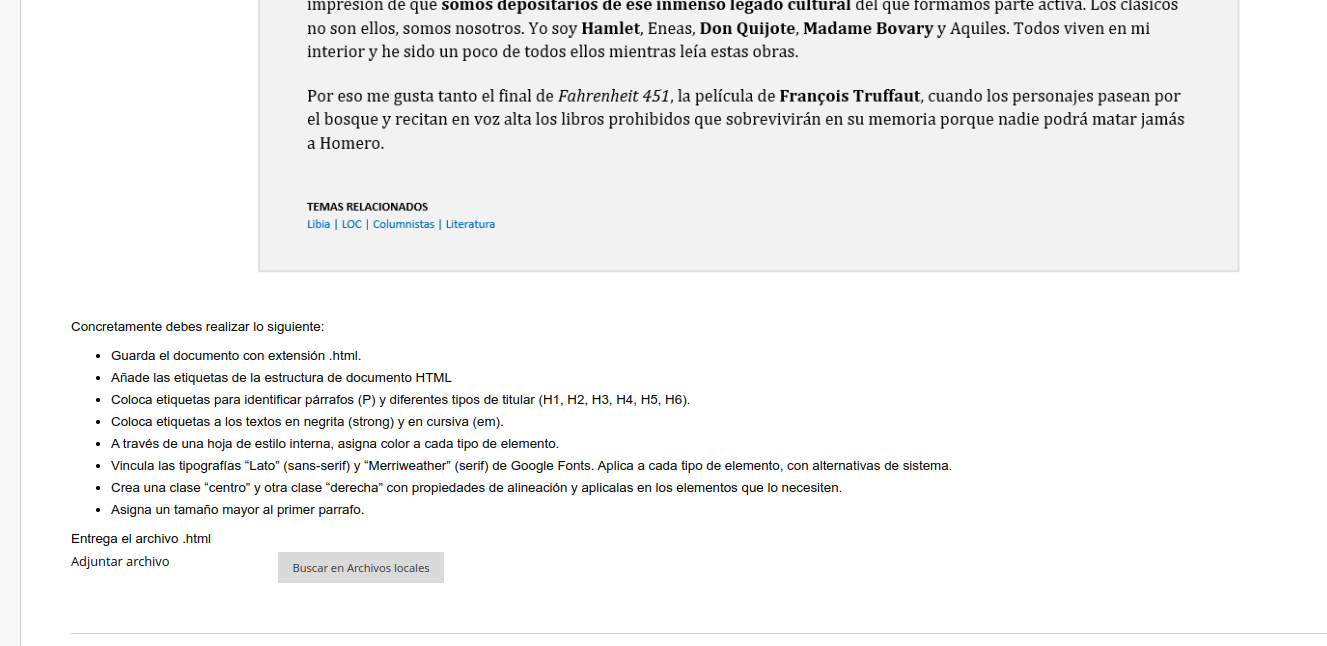 impresión de que somos depositarios de ese inmenso legado cultural del que formamos parte activa. Los clásicos
no son ellos, somos nosotros. Yo soy Hamlet, Eneas, Don Quijote, Madame Bovary y Aquiles. Todos viven en mi
interior y he sido un poco de todos ellos mientras leía estas obras.
Por eso me gusta tanto el final de Fahrenheit 451, la película de François Truffaut, cuando los personajes pasean por
el bosque y recitan en voz alta los libros prohibidos que sobrevivirán en su memoria porque nadie podrá matar jamás
a Homero.
TEMAS RELACIONADOS
Libia | LOC | Columnistas | Literatura
Concretamente debes realizar lo siguiente:
• Guarda el documento con extensión .html.
• Añade las etiquetas de la estructura de documento HTML
• Coloca etiquetas para identificar párrafos (P) y diferentes tipos de titular (H1, H2, H3, H4, H5, H6).
• Coloca etiquetas a los textos en negrita (strong) y en cursiva (em).
• A través de una hoja de estilo interna, asigna color a cada tipo de elemento.
• Vincula las tipografías “Lato” (sans-serif) y “Merriweather” (serif) de Google Fonts. Aplica a cada tipo de elemento, con alternativas de sistema.
• Crea una clase “centro” y otra clase “derecha” con propiedades de alineación y aplicalas en los elementos que lo necesiten.
• Asigna un tamaño mayor al primer parrafo.
Entrega el archivo .html
Adjuntar archivo
Buscar en Archivos locales